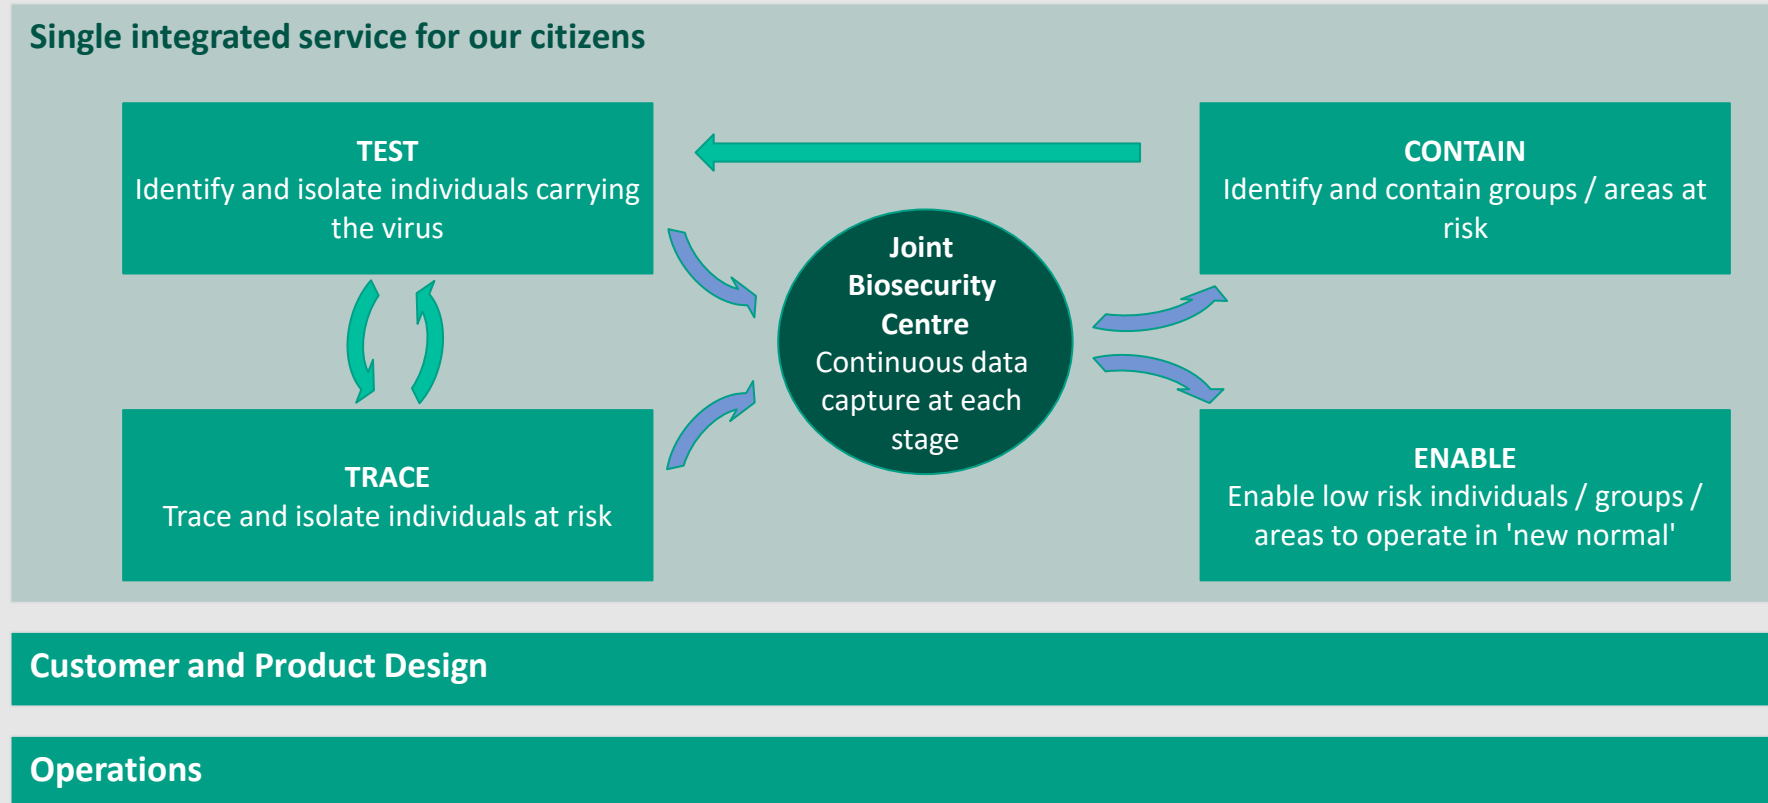 Single integrated service for our citizens
TEST
Identify and isolate individuals carrying
the virus
CONTAIN
Identify and contain groups / areas at
risk
Joint
Biosecurity
Centre
Continuous data
capture at each
stage
TRACE
Trace and isolate individuals at risk
ENABLE
Enable low risk individuals / groups /
areas to operate in 'new normal'
Customer and Product Design
Operations